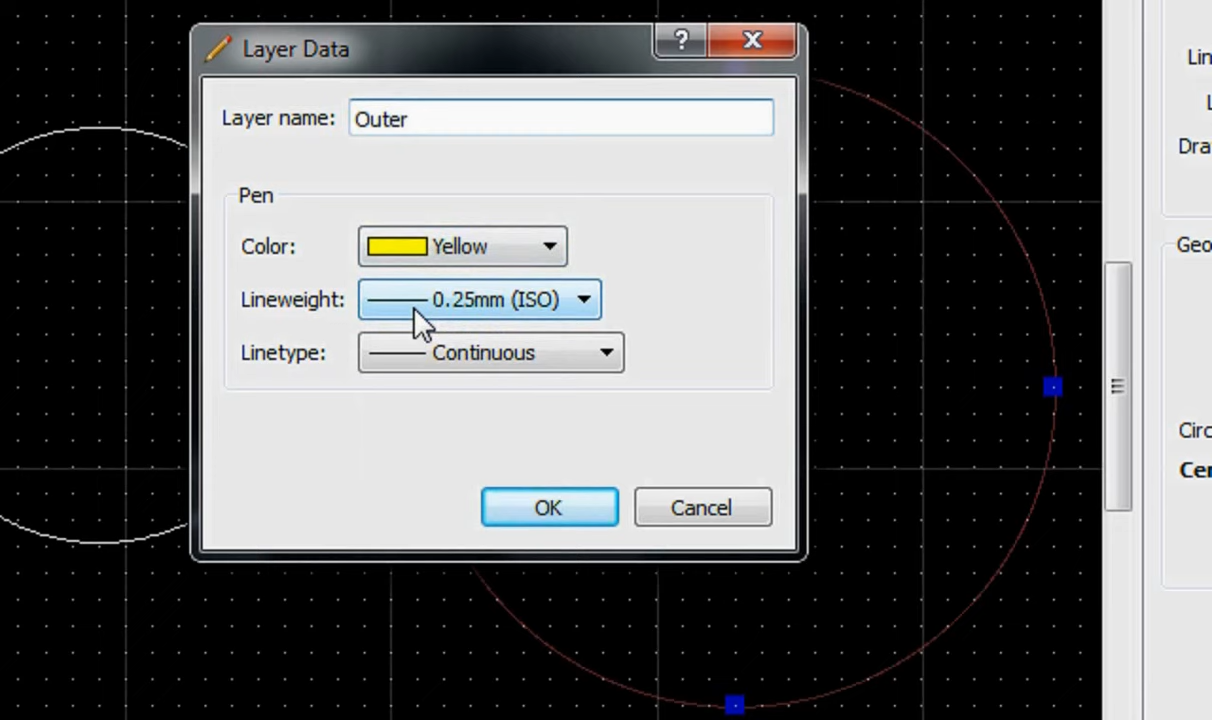 Layer Data
?
Layer name: Outer
Pen
Color: Yellow
Lineweight: 0.25mm (ISO)
Linetype: Continuous
OK Cancel
Lin
L
Dra
Geo
Circ
Cer